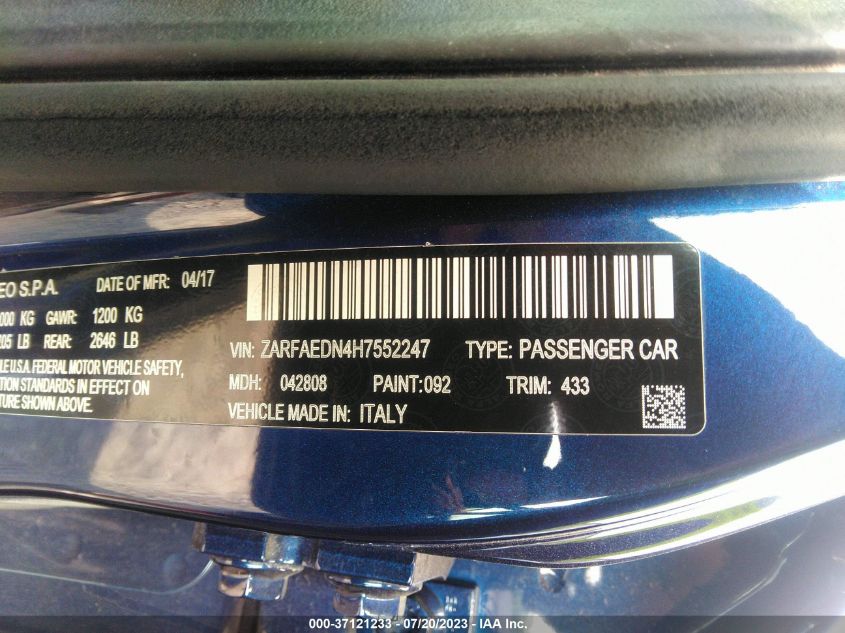 EO S.P.A. DATE OF MFR: 04/17
000 KG GAWR: 1200 KG
205 LB REAR: 2646 LB
LE U.S.A. FEDERAL MOTOR VEHICLE SAFETY,
TION STANDARDS IN EFFECT ON
TURE SHOWN ABOVE.
VIN: ZARFAEDN4H7552247 TYPE: PASSENGER CAR
MDH: 042808 PAINT:092 TRIM: 433
VEHICLE MADE IN: ITALY
000-37121233 - 07/20/2023 - IAA Inc.